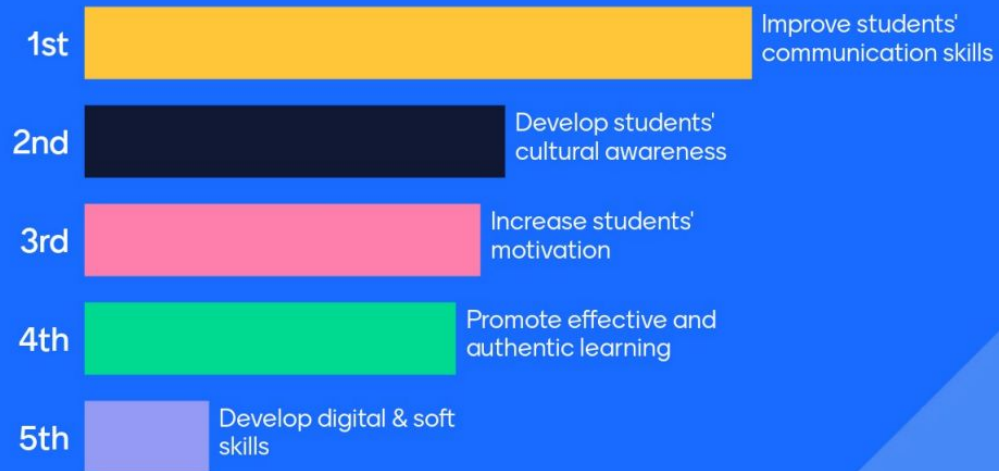 1st
Improve students'
communication skills
2nd
Develop students'
cultural awareness
3rd
Increase students'
motivation
4th
Promote effective and
authentic learning
5th
Develop digital & soft
skills